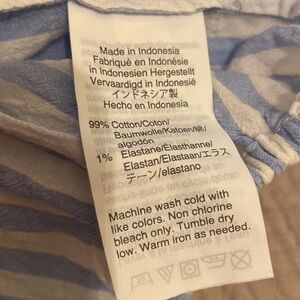 Made in Indonesia
Fabriqué en Indonésie
in Indonesien Hergestellt
Vervaardigd in Indonesië
インドネシア製
Hecho en Indonesia
99% Cotton/Coton/
Baumwolle/Katoen/綿/
algodón
1% Elastane/Élasthanne/
Elastan/Elastaan/エラス
テーン/elastano
Machine wash cold with
like colors. Non chlorine
bleach only. Tumble dry
low. Warm iron as needed.